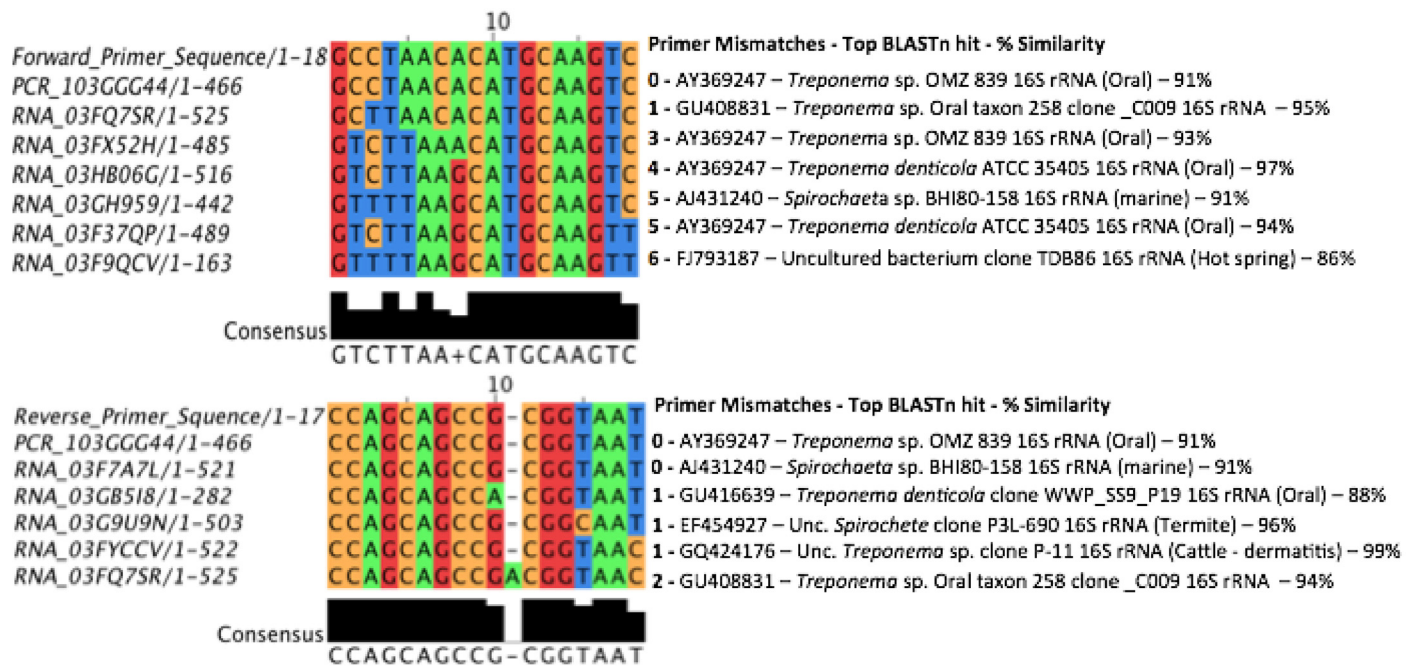 10
Primer Mismatches - Top BLASTn hit - % Similarity
Forward_Primer_Sequence/1-18 GCCTAACACATGCAAGTC
PCR_103GGG44/1-466 GCCTAACACATGCAAGTC 0 - AY369247 – Treponema sp. OMZ 839 16S rRNA (Oral) – 91%
RNA_03FQ7SR/1-525 GCTTAACACATGCAAGTC 1 - GU408831 – Treponema sp. Oral taxon 258 clone _C009 16S rRNA – 95%
RNA_03FX52H/1-485 GTCTTAAACATGCAAGTC 3 - AY369247 – Treponema sp. OMZ 839 16S rRNA (Oral) – 93%
RNA_03HB06G/1-516 GTCTTAAGCATGCAAGTC 4 - AY369247 – Treponema denticola ATCC 35405 16S rRNA (Oral) – 97%
RNA_03GH959/1-442 GTTTTAAGCATGCAAGTC 5 - AJ431240 – Spirochaeta sp. BHI80-158 16S rRNA (marine) – 91%
RNA_03F37QP/1-489 GTCTTAAGCATGCAAGTT 5 - AY369247 – Treponema denticola ATCC 35405 16S rRNA (Oral) – 94%
RNA_03F9QCV/1-163 GTTTTAAGCATGCAAGTT 6 - FJ793187 – Uncultured bacterium clone TDB86 16S rRNA (Hot spring) – 86%
Consensus
GTCTTAA+CATGCAAGTC
10
Primer Mismatches - Top BLASTn hit - % Similarity
Reverse_Primer_Squence/1-17 CCAGCAGCCG-CGGTAAT
PCR_103GGG44/1-466 CCAGCAGCCG-CGGTAAT 0 - AY369247 – Treponema sp. OMZ 839 16S rRNA (Oral) – 91%
RNA_03F7A7L/1-521 CCAGCAGCCG-CGGTAAT 0 - AJ431240 – Spirochaeta sp. BHI80-158 16S rRNA (marine) – 91%
RNA_03GB5I8/1-282 CCAGCAGCCA-CGGTAAT 1 - GU416639 – Treponema denticola clone WWP_SS9_P19 16S rRNA (Oral) – 88%
RNA_03G9U9N/1-503 CCAGCAGCCG-CGGCAAT 1 - EF454927 – Unc. Spirochete clone P3L-690 16S rRNA (Termite) – 96%
RNA_03FYCCV/1-522 CCAGCAGCCG-CGGTAAC 1 - GQ424176 – Unc. Treponema sp. clone P-11 16S rRNA (Cattle - dermatitis) – 99%
RNA_03FQ7SR/1-525 CCAGCAGCCGACGGTAAC 2 - GU408831 – Treponema sp. Oral taxon 258 clone _C009 16S rRNA – 94%
Consensus
CCAGCAGCCG-CGGTAAT